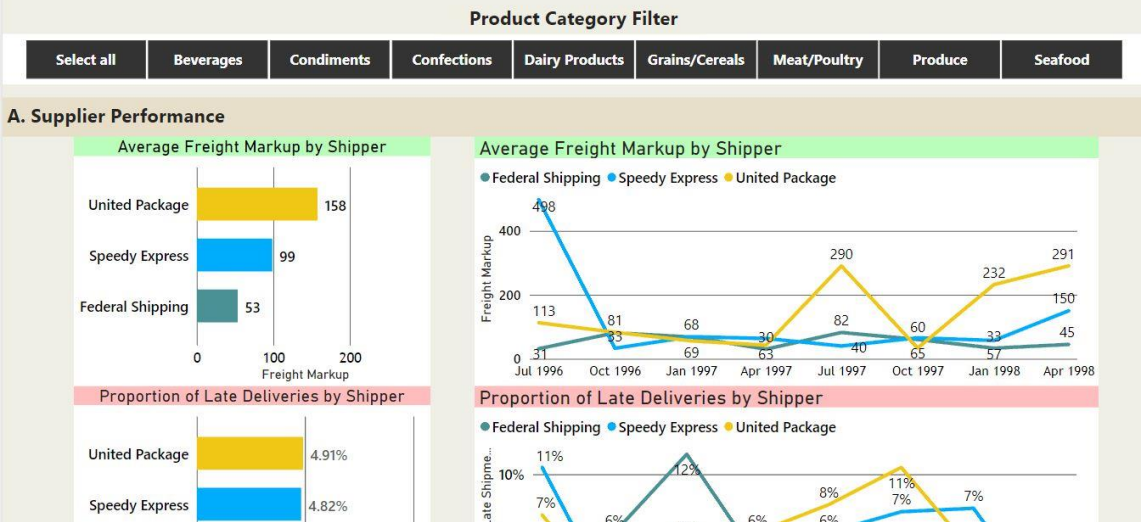 Product Category Filter
Select all Beverages Condiments Confections Dairy Products Grains/Cereals Meat/Poultry Produce Seafood
A. Supplier Performance
Average Freight Markup by Shipper
United Package 158
Speedy Express 99
Federal Shipping 53
0 100 200
Freight Markup
Average Freight Markup by Shipper
Federal Shipping Speedy Express United Package
Freight Markup
498
400
290 291
232
200
113 81 68 30 82 60 33 150
33 40 45
0 31 69 63 65 57
Jul 1996 Oct 1996 Jan 1997 Apr 1997 Jul 1997 Oct 1997 Jan 1998 Apr 1998
Proportion of Late Deliveries by Shipper
United Package 4.91%
Speedy Express 4.82%
Proportion of Late Deliveries by Shipper
Federal Shipping Speedy Express United Package
ate Shipme...
11%
10% 12%
11%
7% 8% 7% 7%
6% 6% 6%